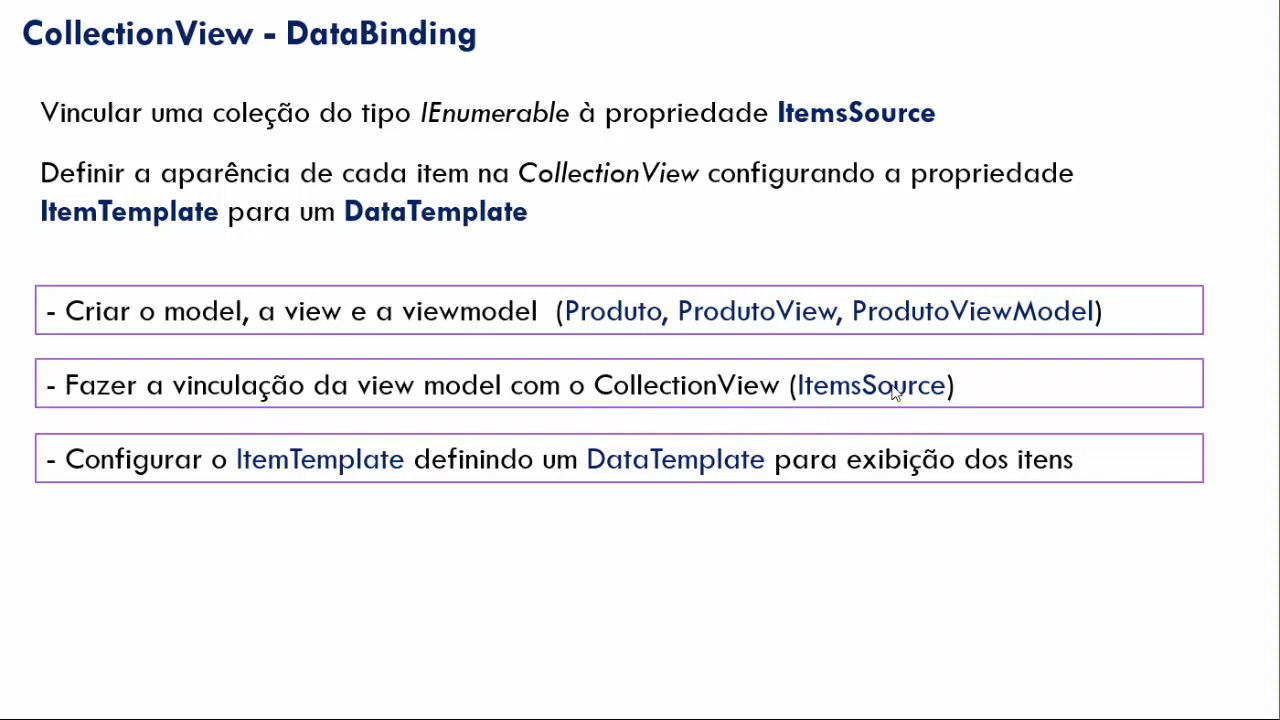 CollectionView - DataBinding
Vincular uma coleção do tipo IEnumerable à propriedade ItemsSource
Definir a aparência de cada item na CollectionView configurando a propriedade
ItemTemplate para um DataTemplate
- Criar o model, a view e a viewmodel (Produto, ProdutoView, ProdutoViewModel)
- Fazer a vinculação da view model com o CollectionView (ItemsSource)
- Configurar o ItemTemplate definindo um DataTemplate para exibição dos itens